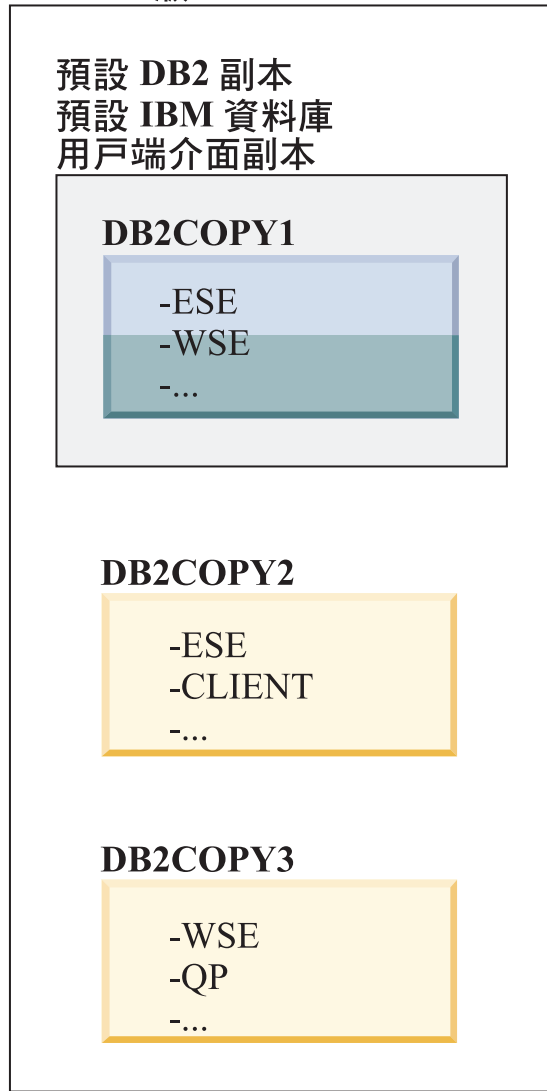 預設 DB2 副本
預設 IBM 資料庫
用戶端介面副本
DB2COPY1
-ESE
-WSE
-...
DB2COPY2
-ESE
-CLIENT
-...
DB2COPY3
-WSE
-QP
-...